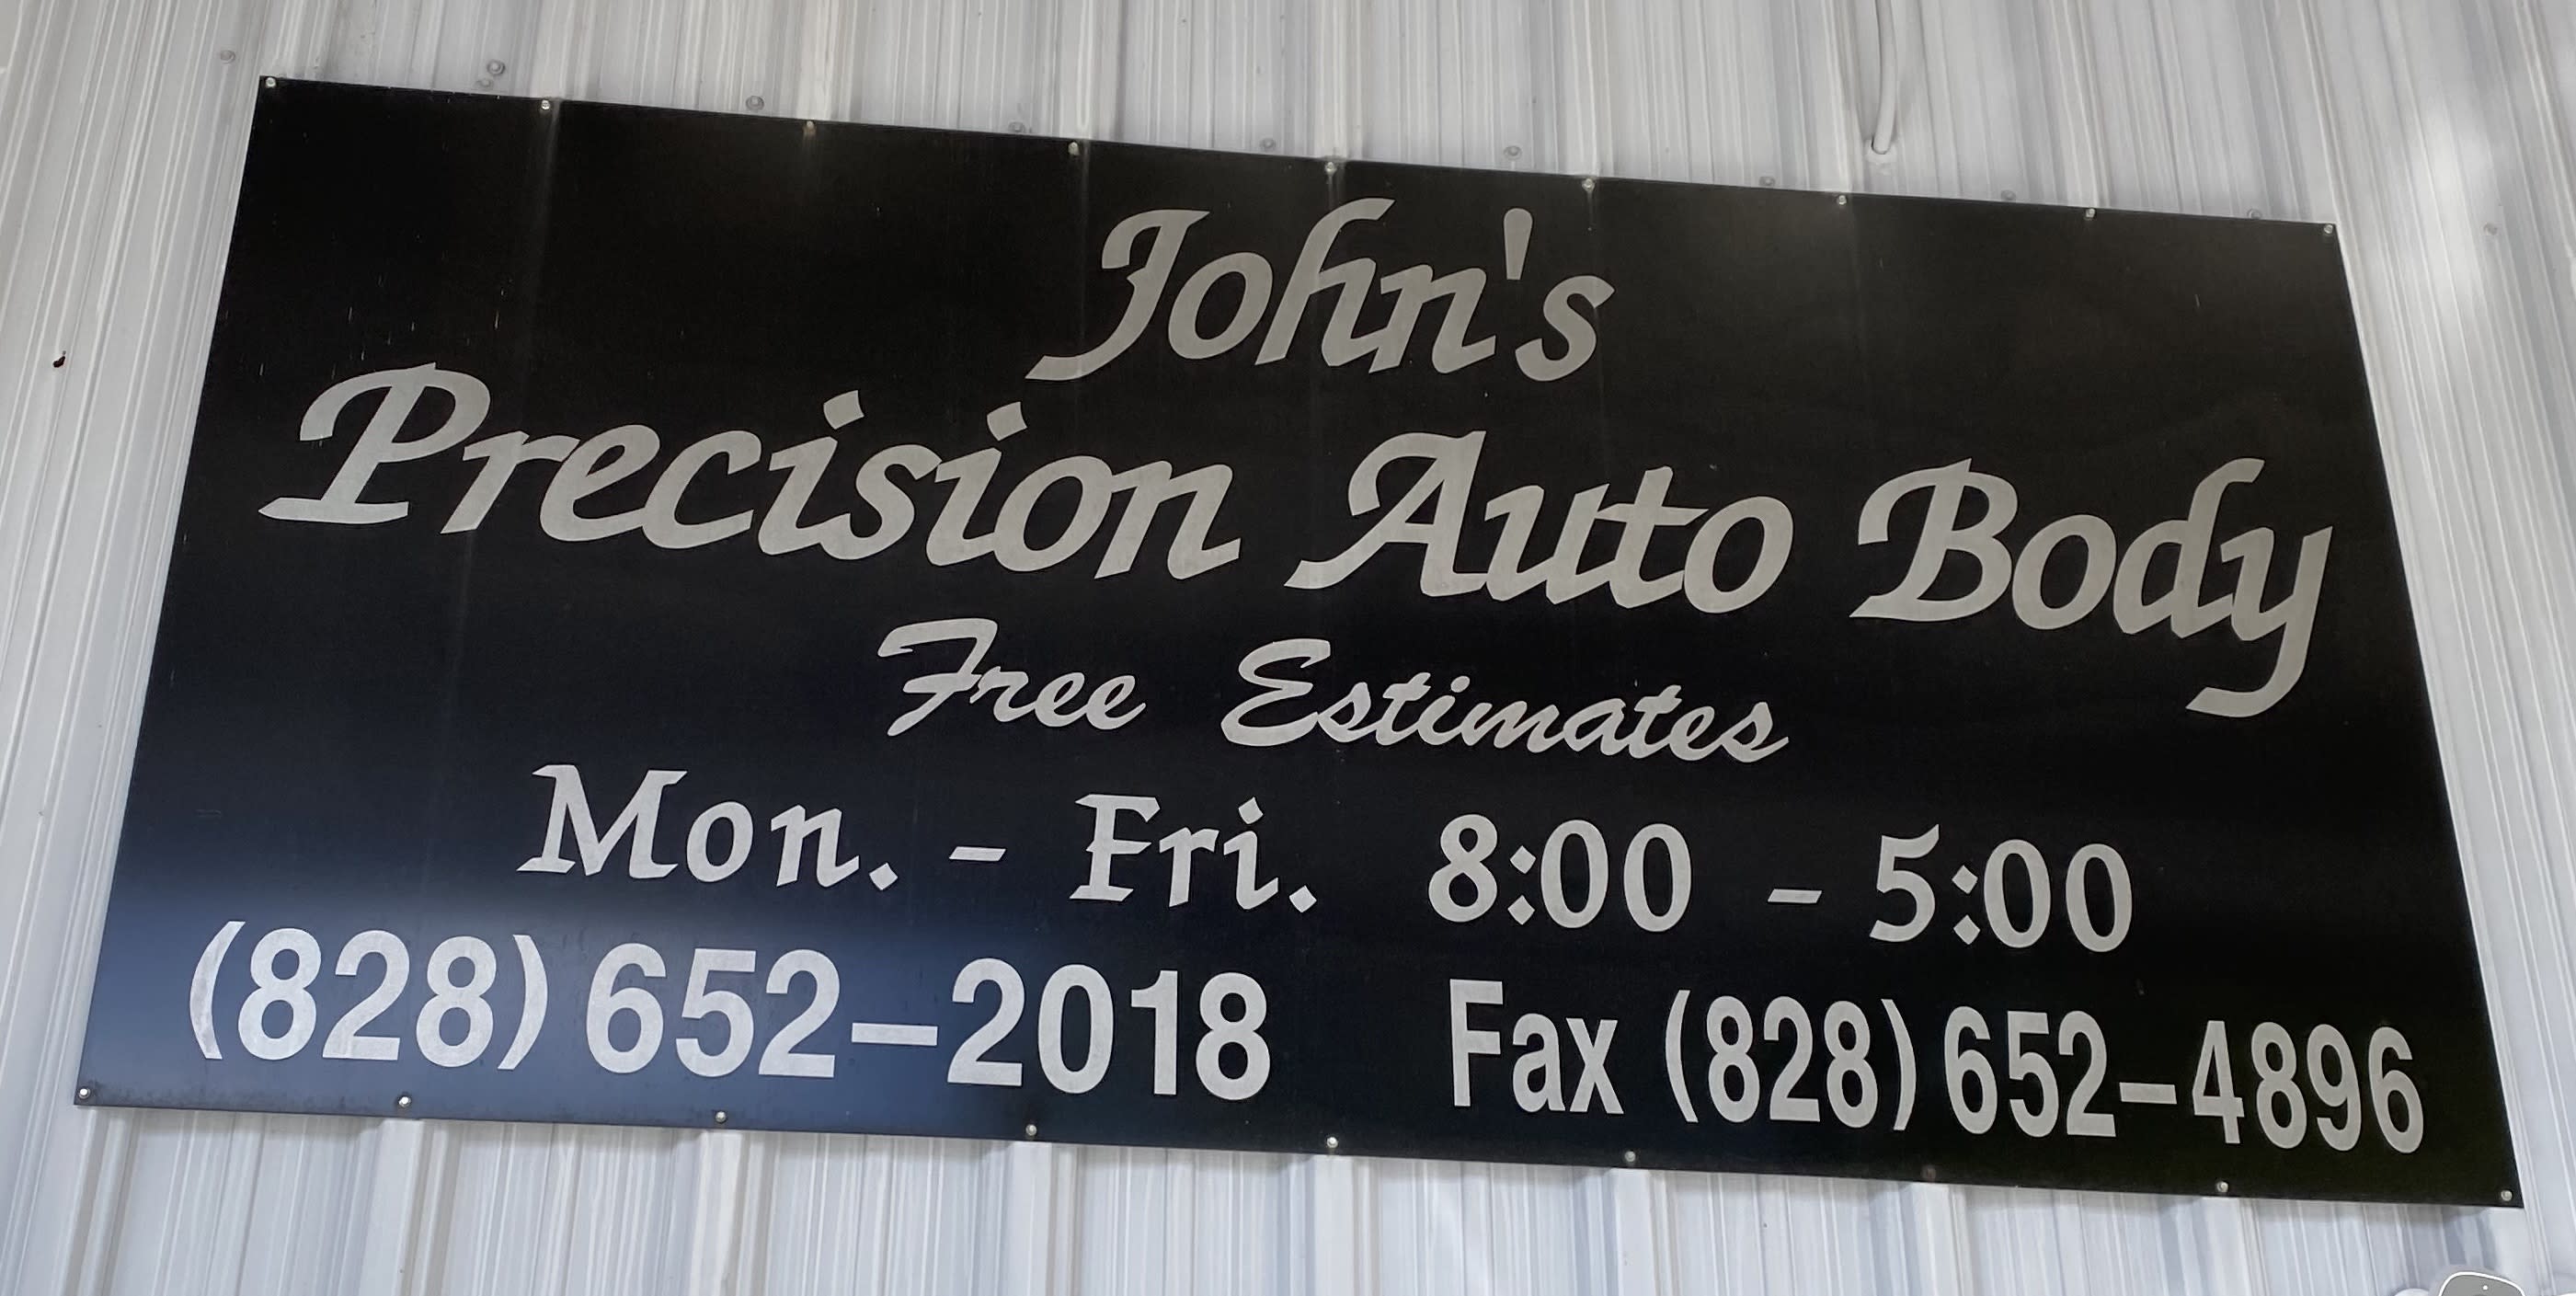 John's
Precision Auto Body
Free Estimates
Mon. - Fri. 8:00 - 5:00
(828) 652-2018 Fax (828) 652-4896